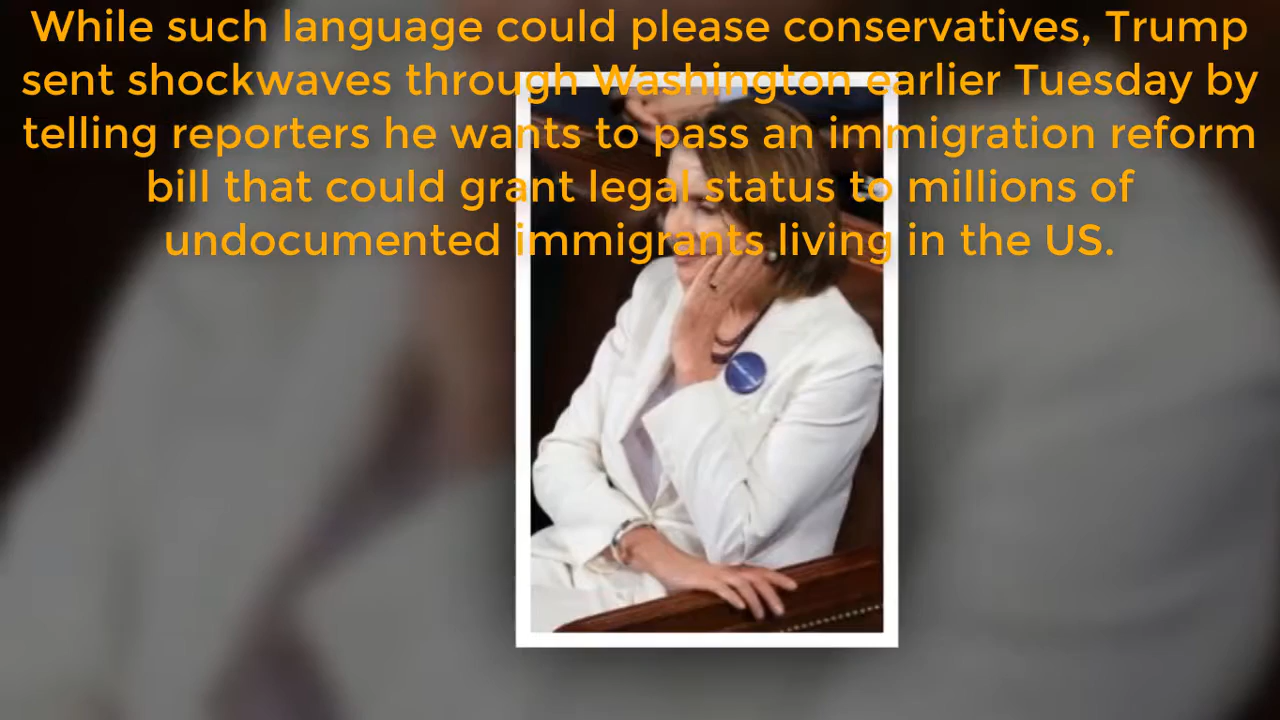 While such language could please conservatives, Trump
sent shockwaves through Washington earlier Tuesday by
telling reporters he wants to pass an immigration reform
bill that could grant legal status to millions of
undocumented immigrants living in the US.